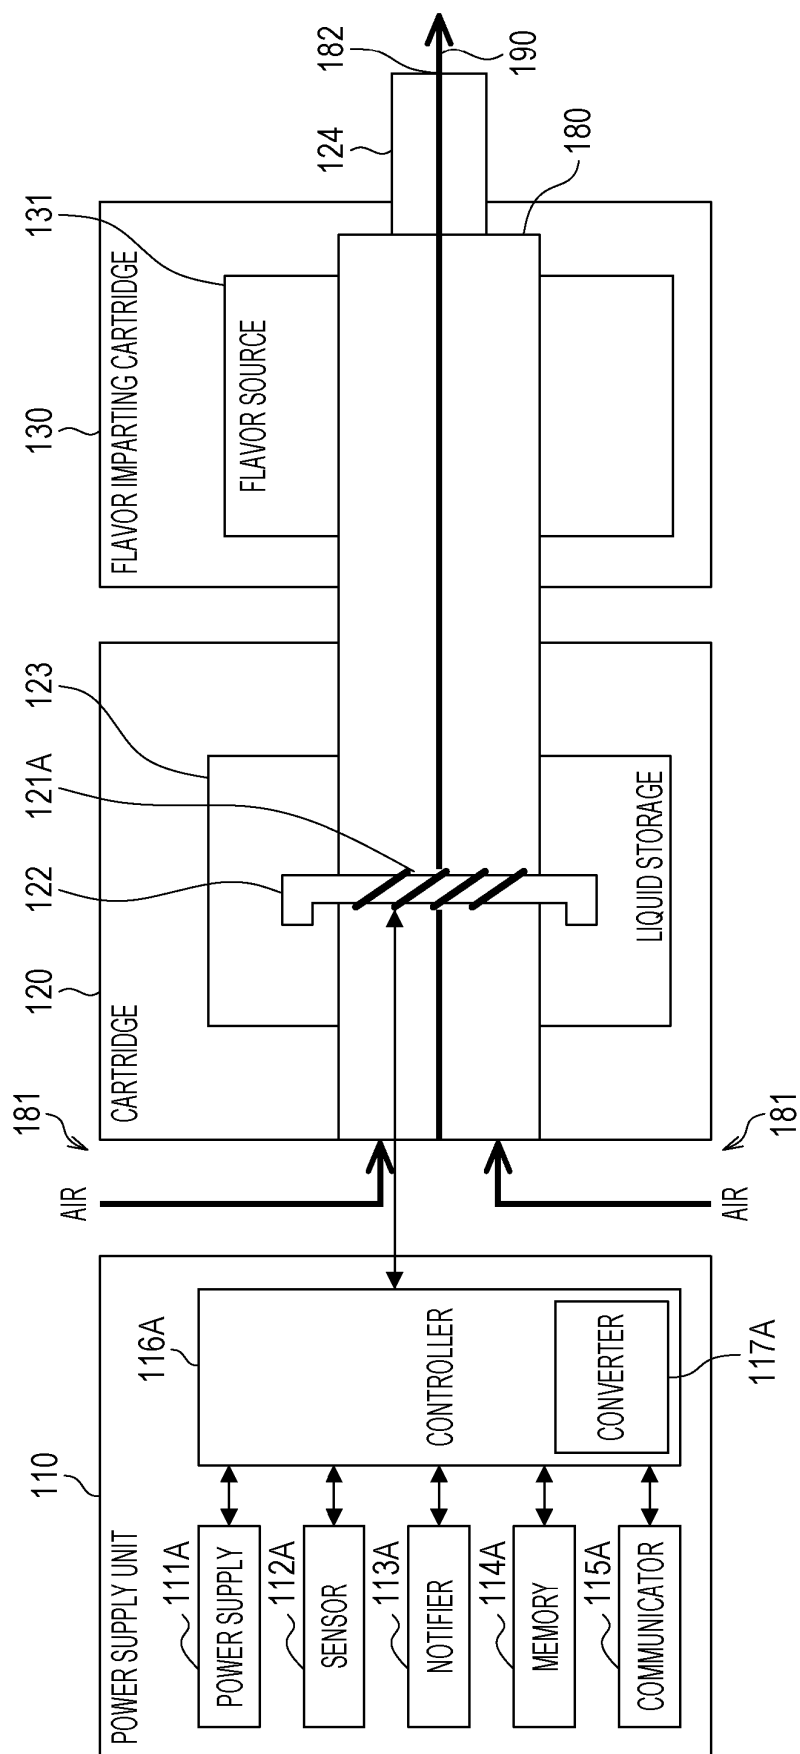 110
POWER SUPPLY UNIT
111A
POWER SUPPLY
112A
SENSOR
113A
NOTIFIER
114A
MEMORY
115A
COMMUNICATOR
116A
CONTROLLER
CONVERTER
117A
AIR
AIR
181
181
120
CARTRIDGE
122
121A
123
LIQUID STORAGE
130
FLAVOR IMPARTING CARTRIDGE
131
FLAVOR SOURCE
124
182
190
180